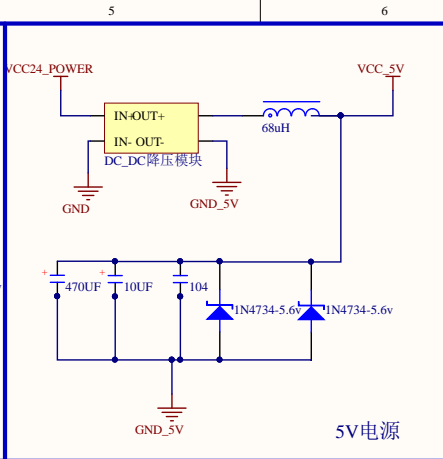 5 6
VCC24_POWER VCC_5V
IN+OUT+
68uH
IN- OUT-
DC_DC降压模块
GND GND_5V
+ +
470UF 10UF 104
1N4734-5.6v 1N4734-5.6v
GND_5V
5V电源